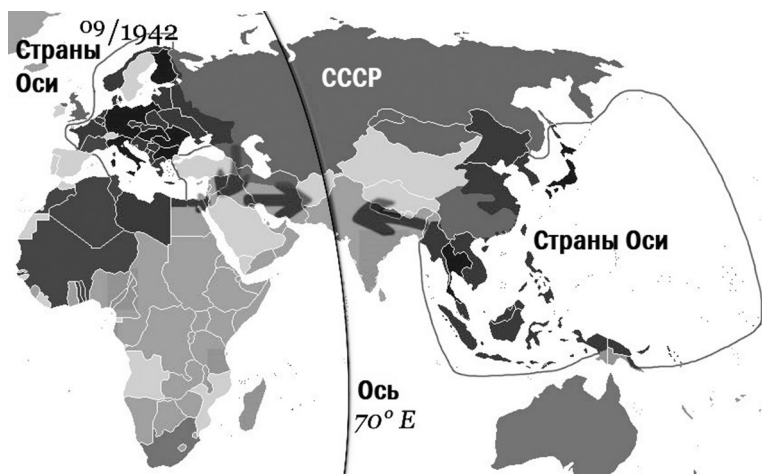 09/1942
Страны
Оси
СССР
Страны Оси
Ось
70° E